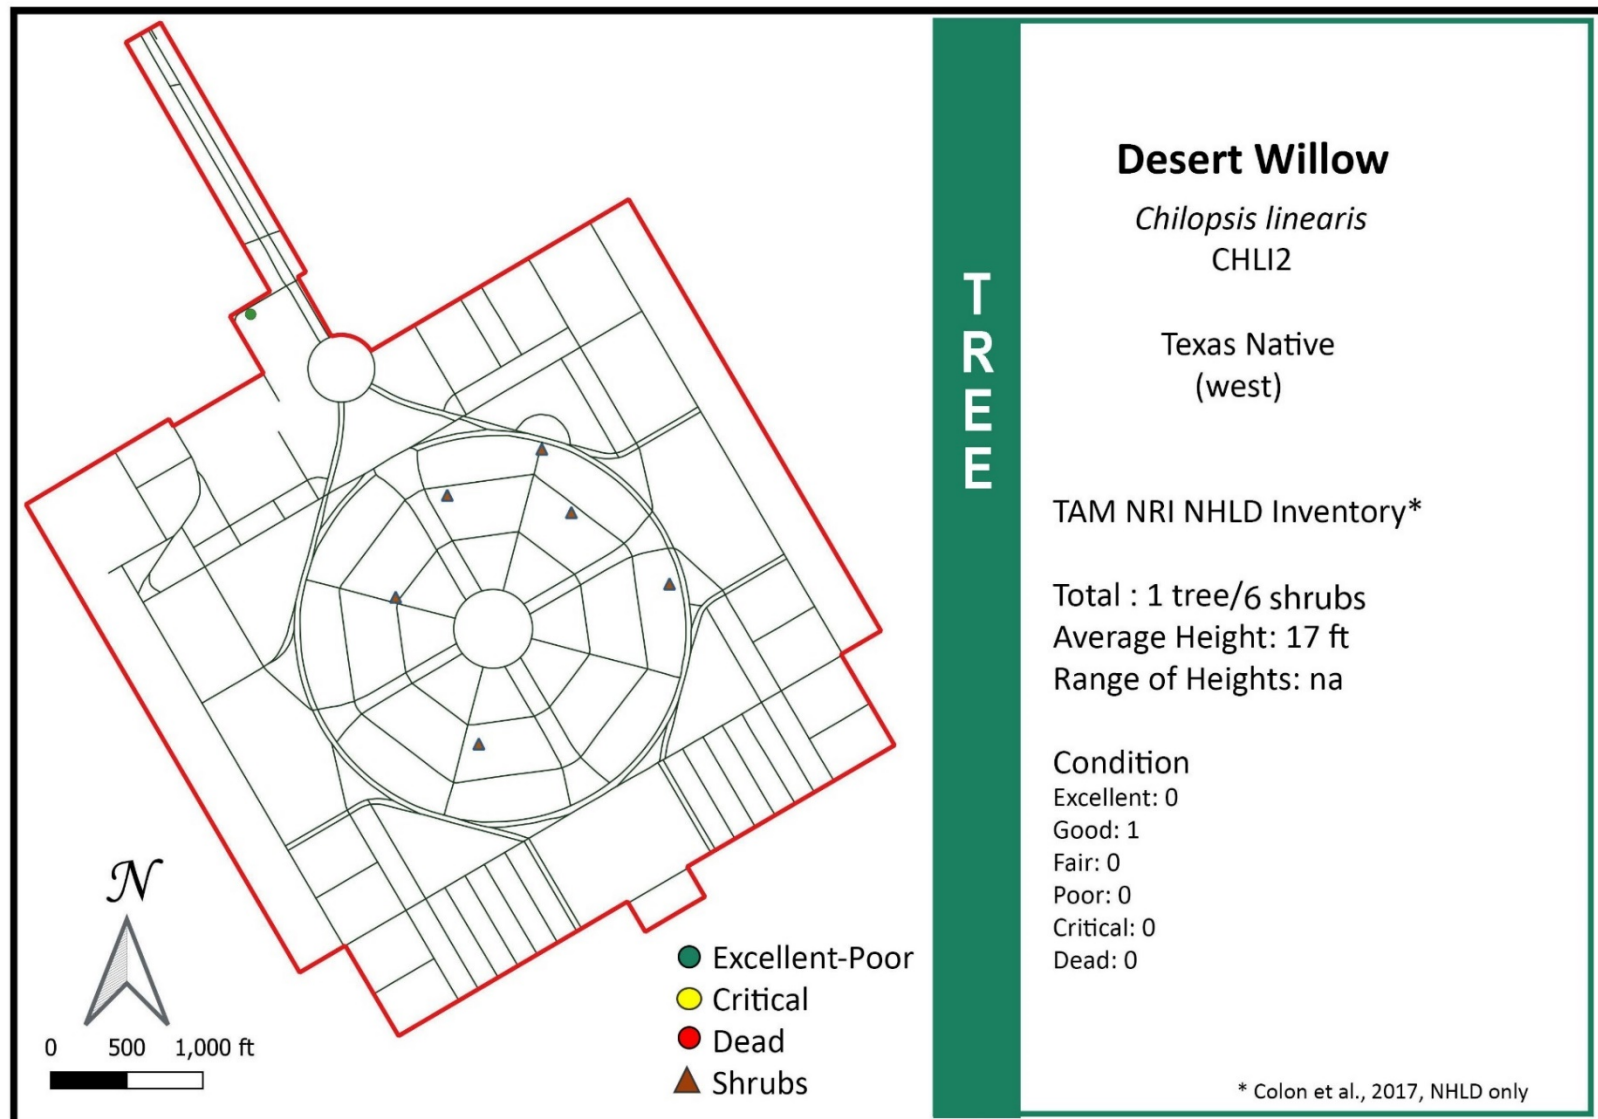 N
0 500 1,000 ft
Excellent-Poor
Critical
Dead
Shrubs
TREE
Desert Willow
Chilopsis linearis
CHLI2
Texas Native
(west)
TAM NRI NHLD Inventory*
Total : 1 tree/6 shrubs
Average Height: 17 ft
Range of Heights: na
Condition
Excellent: 0
Good: 1
Fair: 0
Poor: 0
Critical: 0
Dead: 0
* Colon et al., 2017, NHLD only